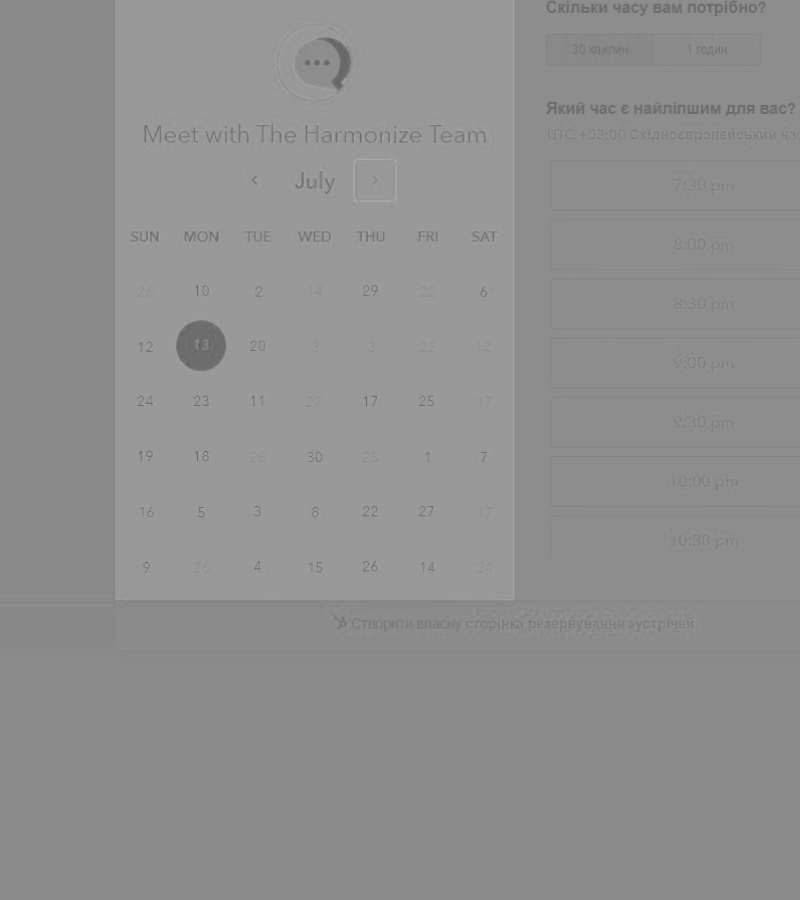 Meet with The Harmonize Team
July
SUN MON TUE WED THU FRI SAT
26 10 2 14 29 22 6
12 13 20 3 3 22 12
24 23 11 27 17 25 17
19 18 28 30 25 1 7
16 5 3 8 22 27 17
9 26 4 15 26 14 24
Скільки часу вам потрібно?
30 хвилин 1 годин
Який час є найліпшим для вас?
UTC +03:00 Східноєвропейський
7:30 pm
8:00 pm
8:30 pm
9:00 pm
9:30 pm
10:00 pm
10:30 pm
Створити власну сторінка резервування зустрічей